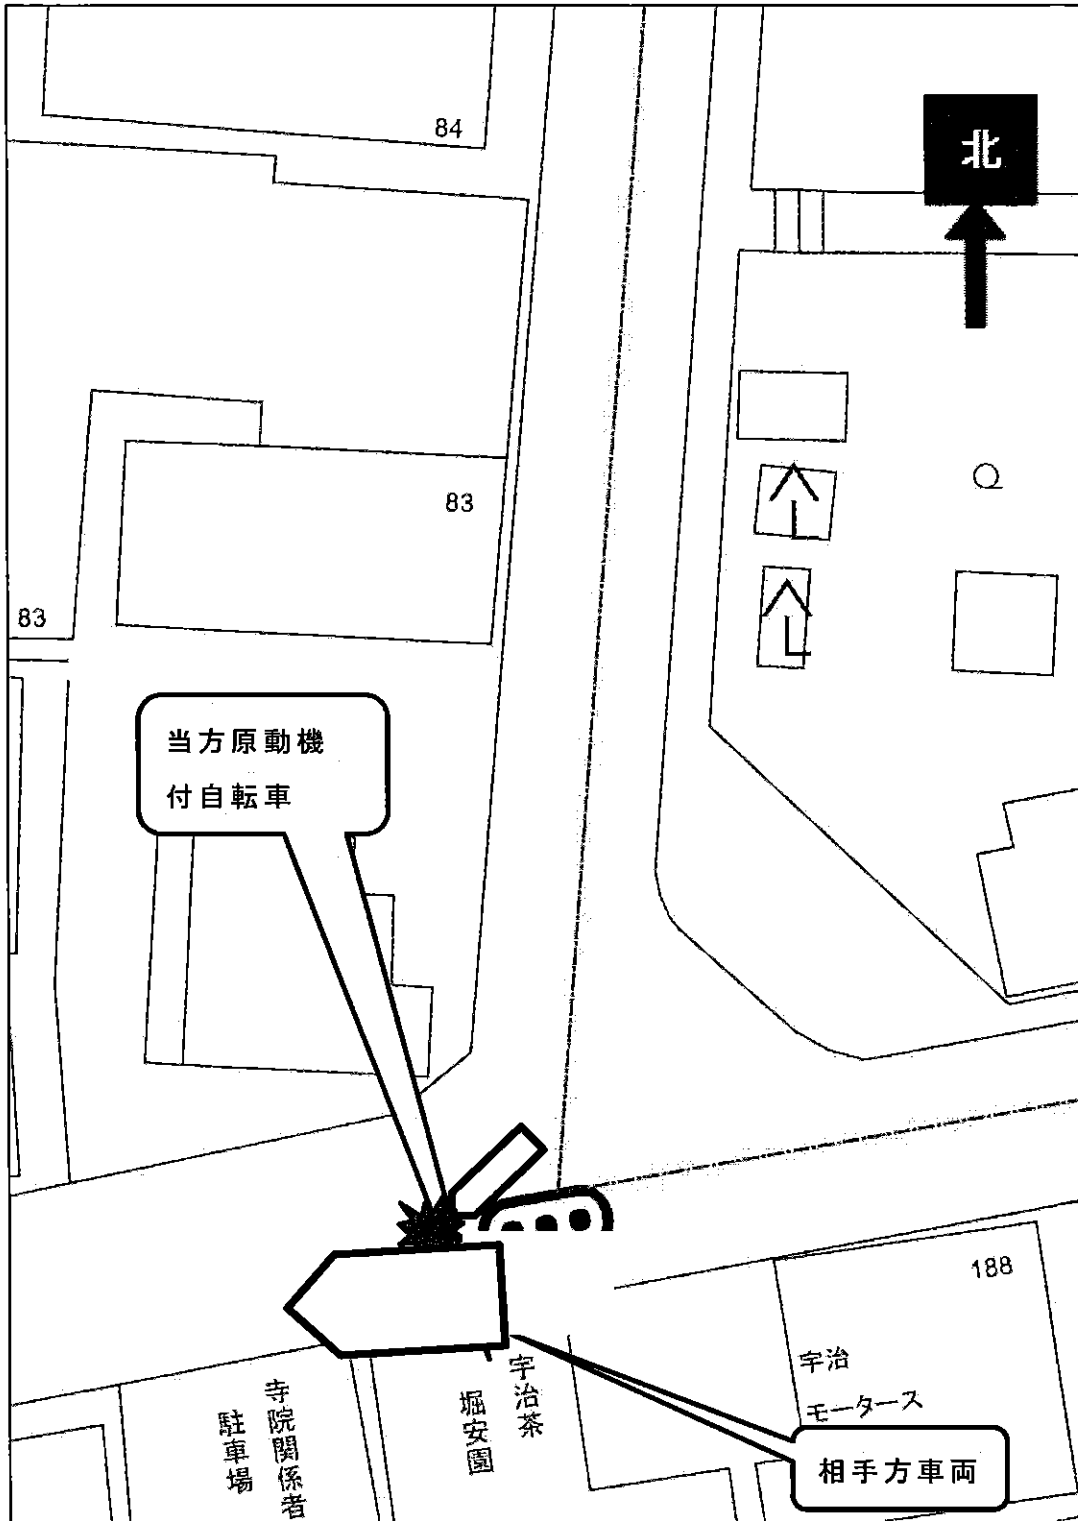 84
北
83
83
当方原動機
付自転車
188
宇治
モータース
宇治茶
堀安園
寺院関係者
駐車場
相手方車両